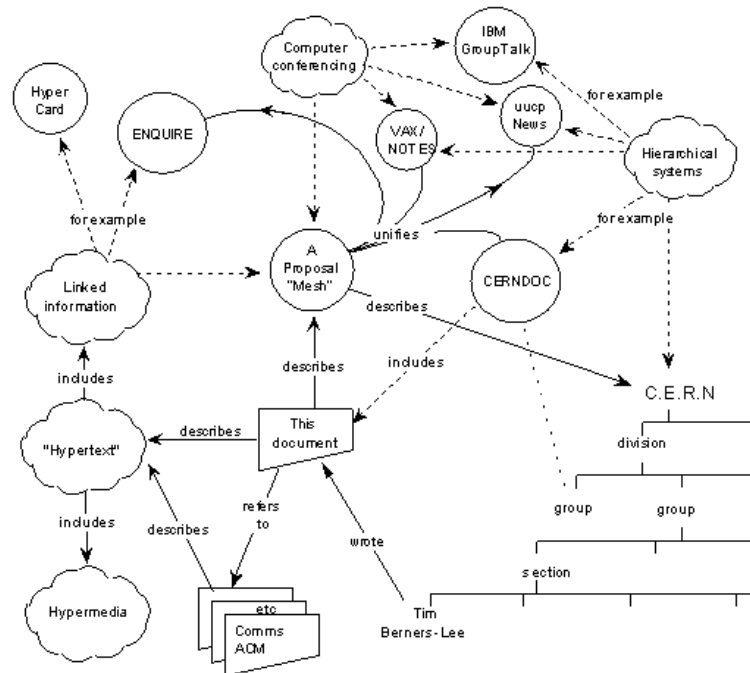 Computer
conferencing
IBM
GroupTalk
Hyper
Card
for example
ENQUIRE
uucp
News
VAX/
NOTES
Hierarchical
systems
for example
unifies
for example
A
Proposal
"Mesh"
Linked
information
CERNDOC
describes
includes
C.E.R.N
describes
includes
This
document
describes
division
"Hypertext"
refers
to
group
group
includes
describes
wrote
section
Hypermedia
etc
Tim
Berners-Lee
Comms
ACM